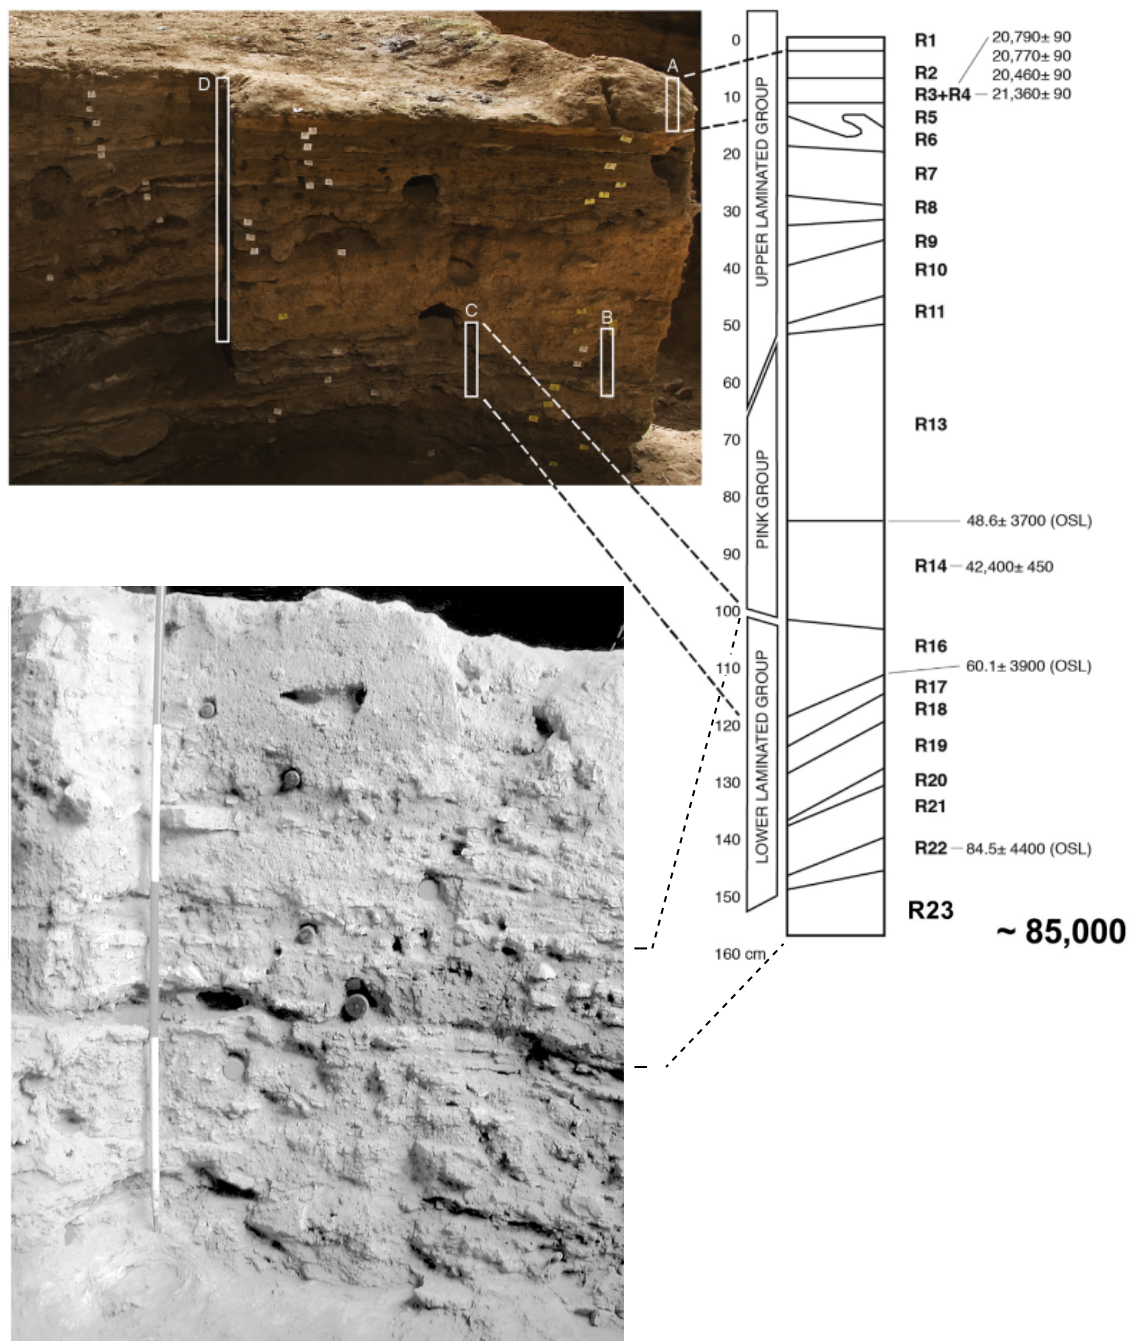 D
A
C
B
0
10
20
30
40
50
60
70
80
90
100
110
120
130
140
150
160 cm
UPPER LAMINATED GROUP
PINK GROUP
LOWER LAMINATED GROUP
R1
R2
R3+R4
R5
R6
R7
R8
R9
R10
R11
R13
R14
R16
R17
R18
R19
R20
R21
R22
R23
20,790± 90
20,770± 90
20,460± 90
21,360± 90
48.6± 3700 (OSL)
42,400± 450
60.1± 3900 (OSL)
84.5± 4400 (OSL)
~ 85,000